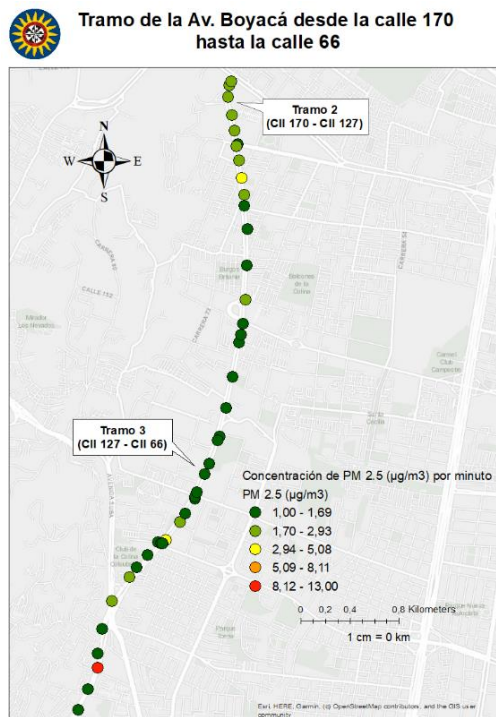 Tramo de la Av. Boyacá desde la calle 170
hasta la calle 66
Tramo 2
(Cll 170 - Cll 127)
N
W E
S
CARRERA 54
CALLE 152
CARRERA 72
Tramo 3
(Cll 127 - Cll 66)
Concentración de PM 2.5 (µg/m3) por minuto
PM 2.5 (µg/m3)
1,00 - 1,69
1,70 - 2,93
2,94 - 5,08
5,09 - 8,11
8,12 - 13,00
0 0,2 0,4 0,8 Kilometers
1 cm = 0 km
Esri, HERE, Garmin, (c) OpenStreetMap contributors, and the GIS user
community